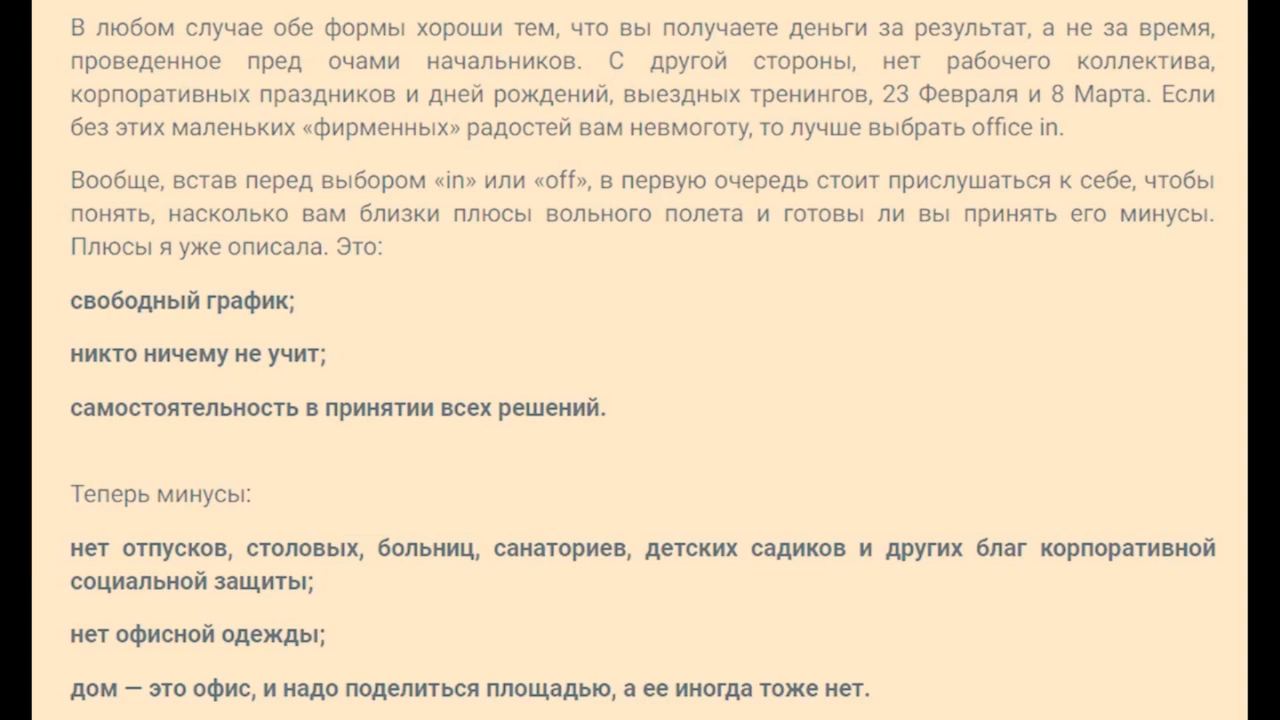 В любом случае обе формы хороши тем, что вы получаете деньги за результат, а не за время,
проведенное пред очами начальников. С другой стороны, нет рабочего коллектива,
корпоративных праздников и дней рождений, выездных тренингов, 23 Февраля и 8 Марта. Если
без этих маленьких «фирменных» радостей вам невмоготу, то лучше выбрать office in.
Вообще, встав перед выбором «in» или «off», в первую очередь стоит прислушаться к себе, чтобы
понять, насколько вам близки плюсы вольного полета и готовы ли вы принять его минусы.
Плюсы я уже описала. Это:
свободный график;
никто ничему не учит;
самостоятельность в принятии всех решений.
Теперь минусы:
нет отпусков, столовых, больниц, санаториев, детских садиков и других благ корпоративной
социальной защиты;
нет офисной одежды;
дом — это офис, и надо поделиться площадью, а ее иногда тоже нет.